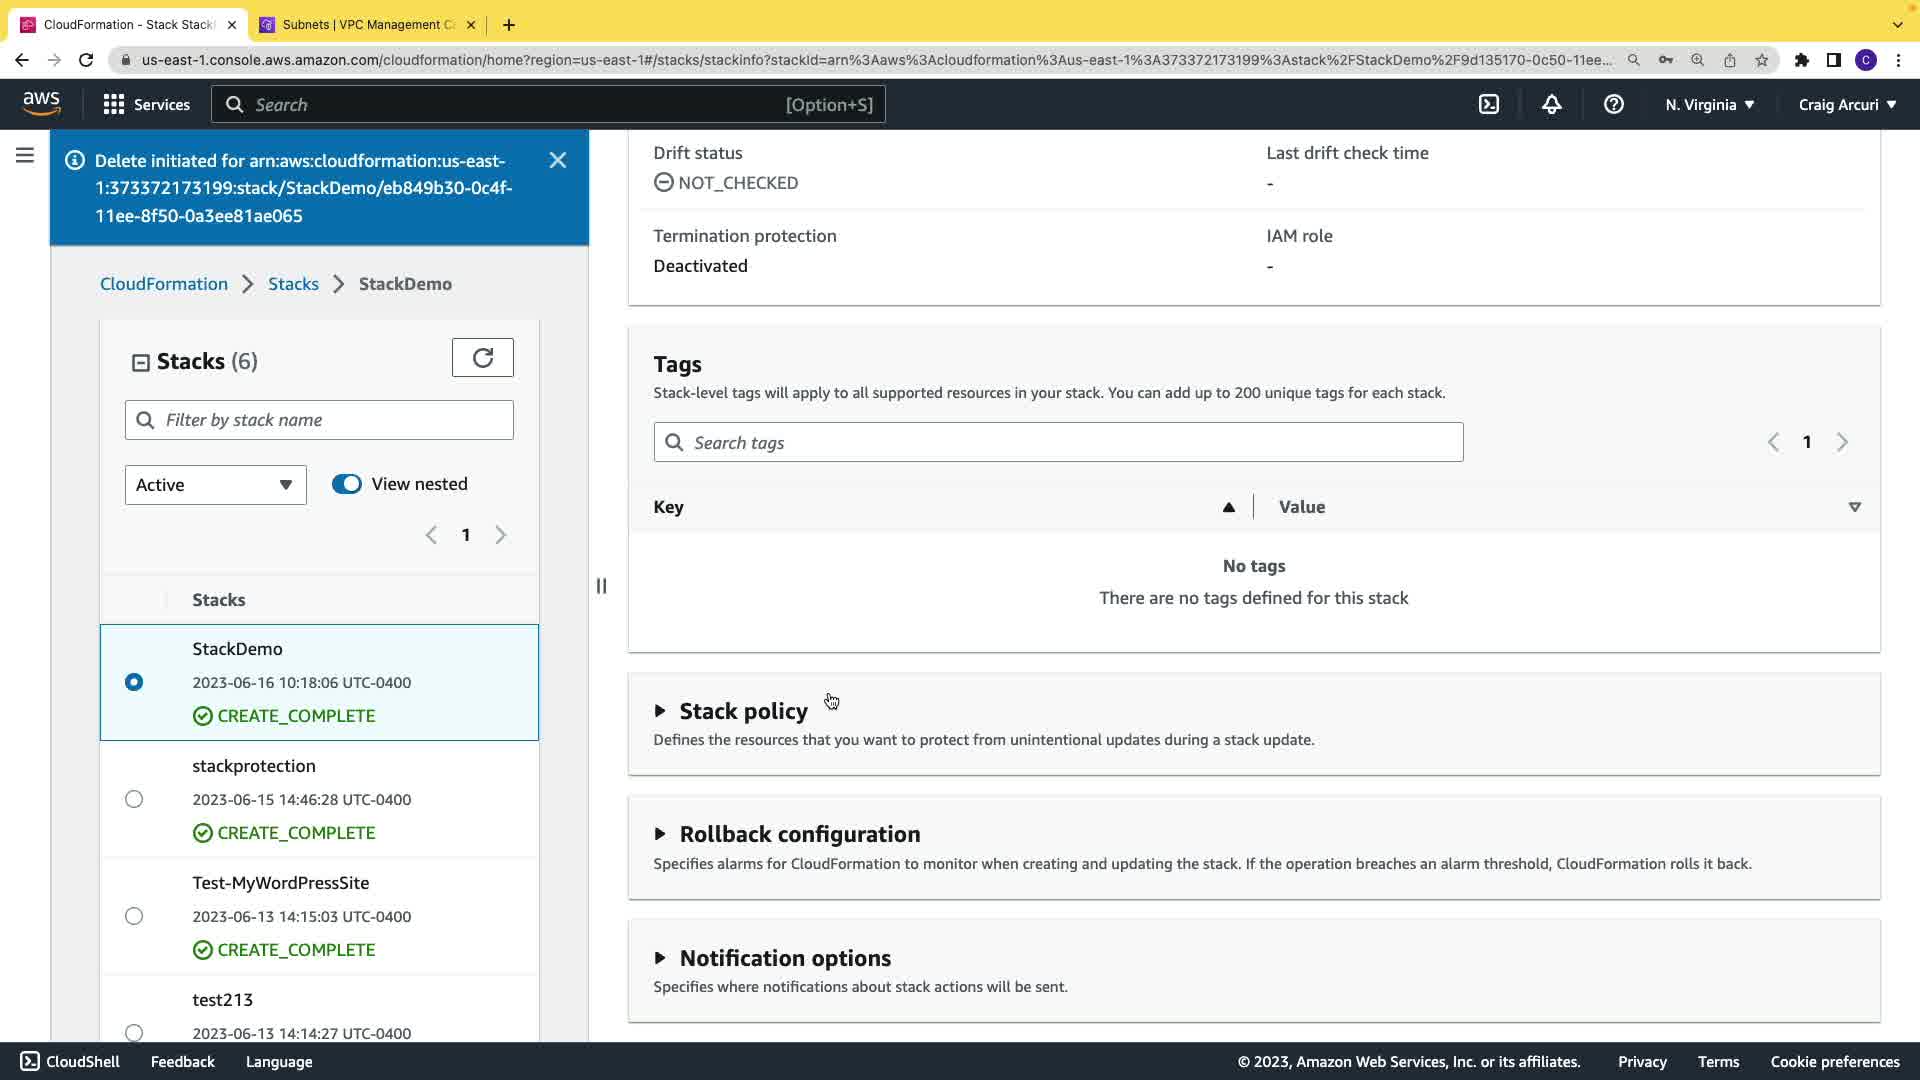 CloudFormation - Stack Stack
Subnets | VPC Management C
us-east-1.console.aws.amazon.com/cloudformation/home?region=us-east-1#/stacks/stackinfo?stackId=arn%3Aaws%3Acloudformation%3Aus-east-1%3A373372173199%3Astack%2FStackDemo%2F9d135170-0c50-11ee...
C
aws
Services
Search
[Option+S]
N. Virginia
Craig Arcuri
Delete initiated for arn:aws:cloudformation:us-east-
1:373372173199:stack/StackDemo/eb849b30-0c4f-
11ee-8f50-0a3ee81ae065
CloudFormation
Stacks
StackDemo
Stacks (6)
Filter by stack name
Active
View nested
1
Stacks
StackDemo
2023-06-16 10:18:06 UTC-0400
CREATE_COMPLETE
stackprotection
2023-06-15 14:46:28 UTC-0400
CREATE_COMPLETE
Test-MyWordPressSite
2023-06-13 14:15:03 UTC-0400
CREATE_COMPLETE
test213
2023-06-13 14:14:27 UTC-0400
Drift status
NOT_CHECKED
Last drift check time
-
Termination protection
Deactivated
IAM role
-
Tags
Stack-level tags will apply to all supported resources in your stack. You can add up to 200 unique tags for each stack.
Search tags
1
Key
Value
No tags
There are no tags defined for this stack
Stack policy
Defines the resources that you want to protect from unintentional updates during a stack update.
Rollback configuration
Specifies alarms for CloudFormation to monitor when creating and updating the stack. If the operation breaches an alarm threshold, CloudFormation rolls it back.
Notification options
Specifies where notifications about stack actions will be sent.
CloudShell
Feedback
Language
© 2023, Amazon Web Services, Inc. or its affiliates.
Privacy
Terms
Cookie preferences